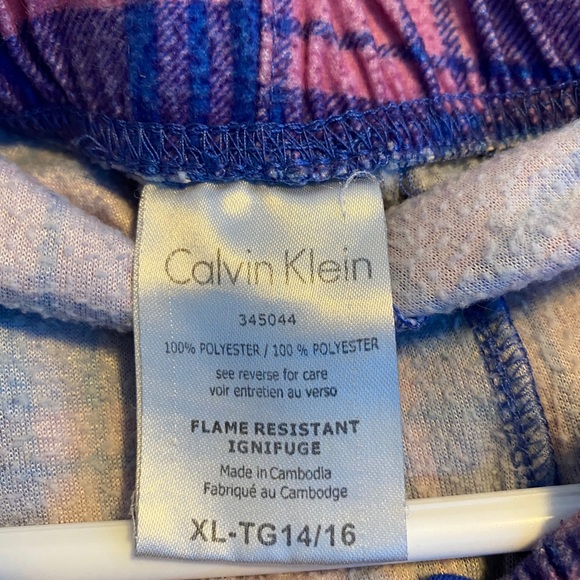 Calvin Klein
345044
100% POLYESTER / 100 % POLYESTER
see reverse for care
voir entretien au verso
FLAME RESISTANT
IGNIFUGE
Made in Cambodia
Fabriqué au Cambodge
XL-TG14/16